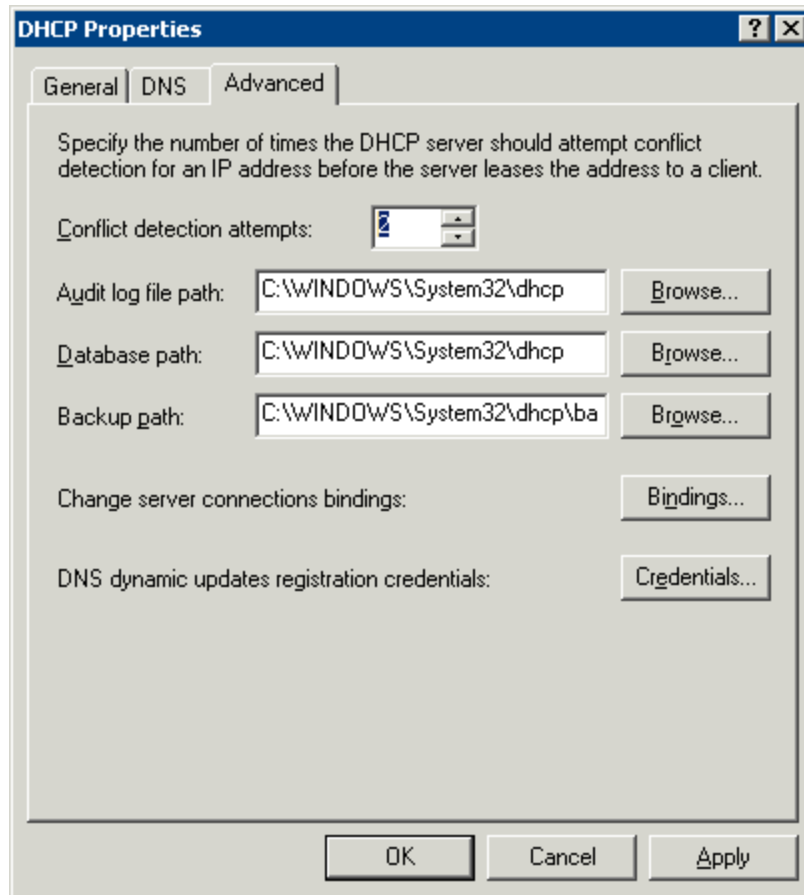 DHCP Properties
General DNS Advanced
Specify the number of times the DHCP server should attempt conflict
detection for an IP address before the server leases the address to a client.
Conflict detection attempts: 2
Audit log file path: C:\WINDOWS\System32\dhcp Browse...
Database path: C:\WINDOWS\System32\dhcp Browse...
Backup path: C:\WINDOWS\System32\dhcp\ba Browse...
Change server connections bindings: Bindings...
DNS dynamic updates registration credentials: Credentials...
OK Cancel Apply